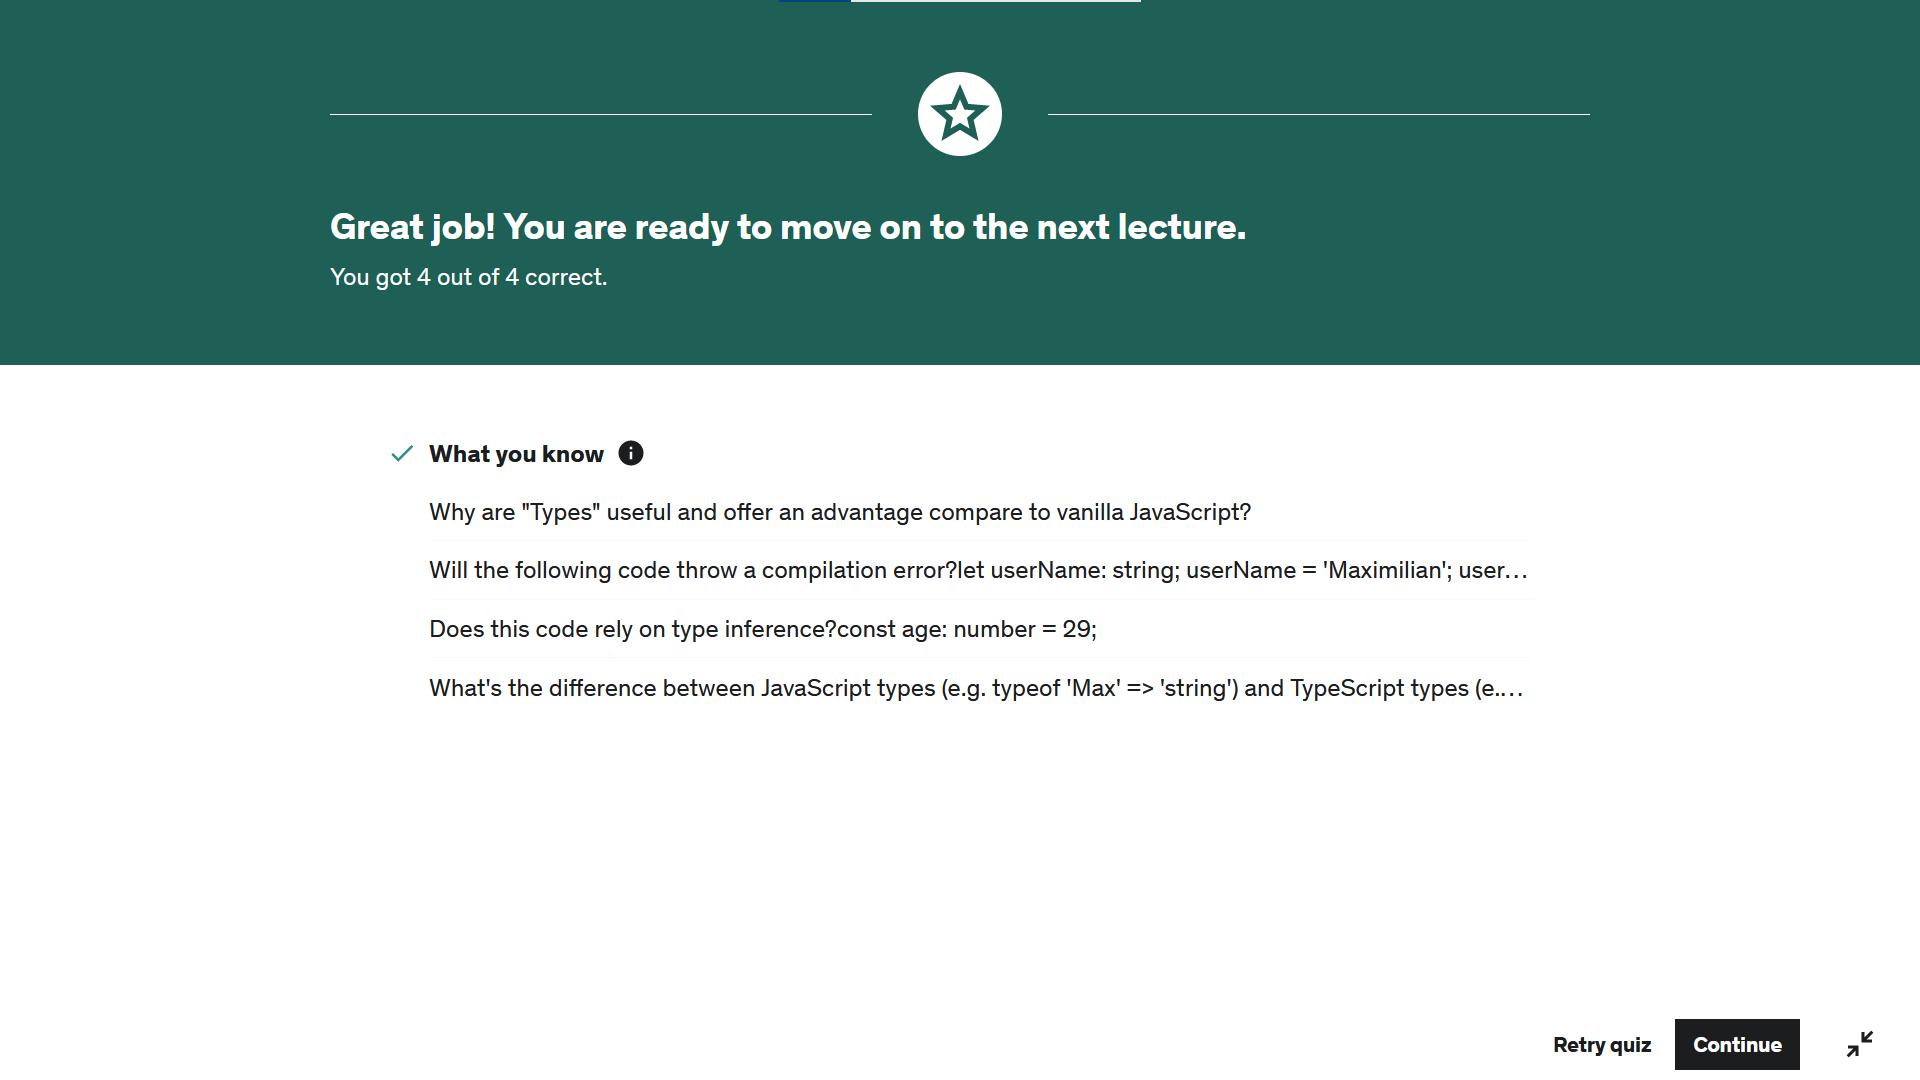 Great job! You are ready to move on to the next lecture.
You got 4 out of 4 correct.
What you know
Why are "Types" useful and offer an advantage compare to vanilla JavaScript?
Will the following code throw a compilation error?let userName: string; userName = 'Maximilian'; user...
Does this code rely on type inference?const age: number = 29;
What's the difference between JavaScript types (e.g. typeof 'Max' => 'string') and TypeScript types (e....
Retry quiz
Continue